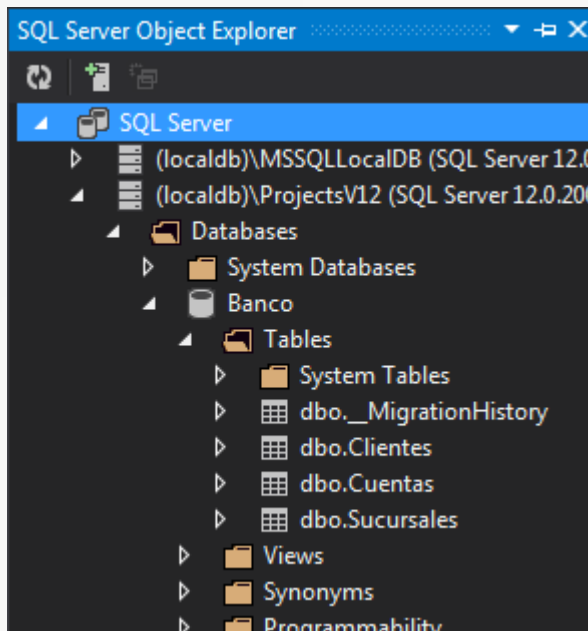 SQL Server Object Explorer
SQL Server
(localdb)\MSSQLLocalDB (SQL Server 12.0
(localdb)\ProjectsV12 (SQL Server 12.0.200
Databases
System Databases
Banco
Tables
System Tables
dbo.__MigrationHistory
dbo.Clientes
dbo.Cuentas
dbo.Sucursales
Views
Synonyms
Programmability